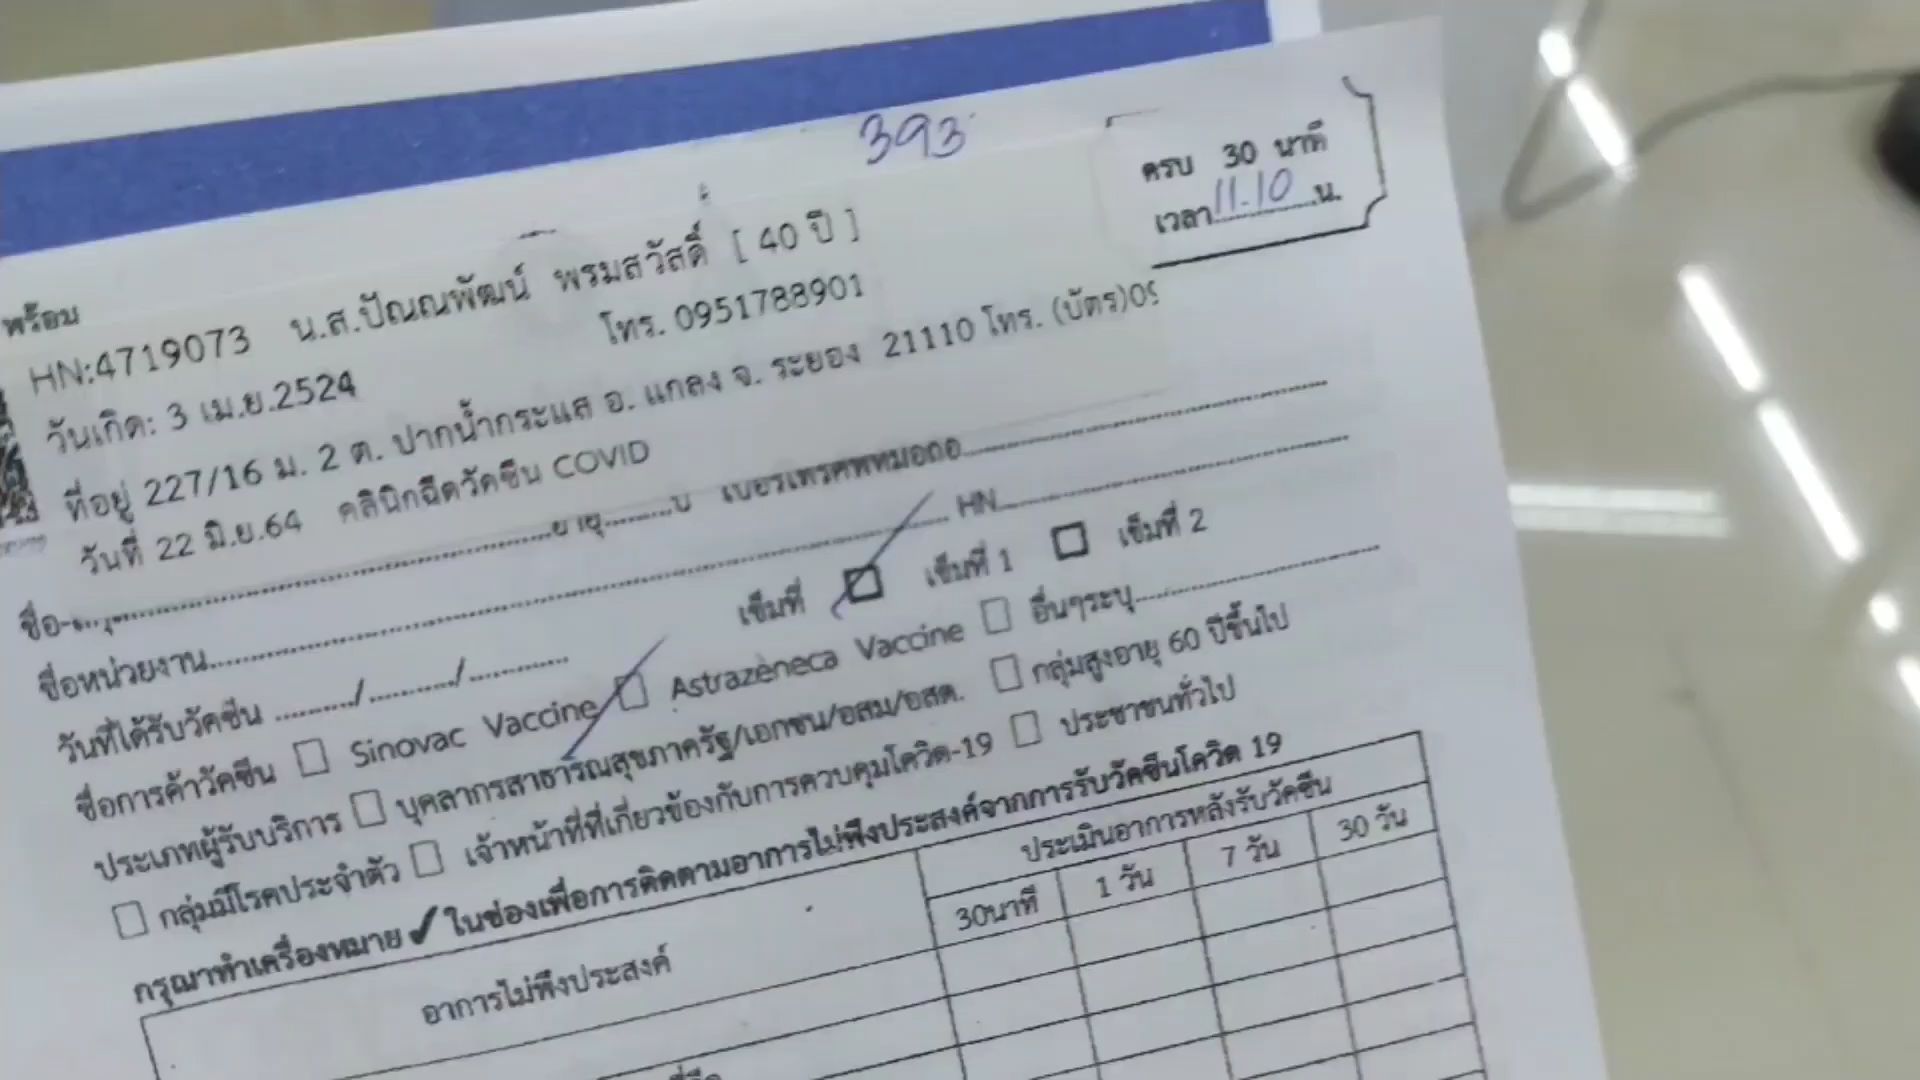 393
ครบ 30 นาที
เวลา 11.10 น.
พร้อม
HN:4719073 น.ส.ปัณณพัฒน์ พรมสวัสดิ์ [ 40 ปี ]
วันเกิด: 3 เม.ย.2524 โทร. 0951788901
ที่อยู่ 227/16 ม. 2 ต. ปากน้ำกระแส อ. แกลง จ. ระยอง 21110 โทร. (บัตร)09
วันที่ 22 มิ.ย.64 คลินิกฉีดวัคซีน COVID
ชื่อ-
ชื่อหน่วยงาน HN
วันที่ได้รับวัคซีน / / เข็มที่ เข็มที่ 1 เข็มที่ 2
ชื่อการค้าวัคซีน Sinovac Vaccine Astrazeneca Vaccine อื่นๆระบุ
ประเภทผู้รับบริการ บุคลากรสาธารณสุขภาครัฐ/เอกชน/อสม/อสต. กลุ่มสูงอายุ 60 ปีขึ้นไป
กลุ่มมีโรคประจำตัว เจ้าหน้าที่ที่เกี่ยวข้องกับการควบคุมโควิด-19 ประชาชนทั่วไป
กรุณาทำเครื่องหมาย ✓ ในช่องเพื่อการติดตามอาการไม่พึงประสงค์จากการรับวัคซีนโควิด 19
อาการไม่พึงประสงค์ ประเมินอาการหลังรับวัคซีน
30นาที 1 วัน 7 วัน 30 วัน